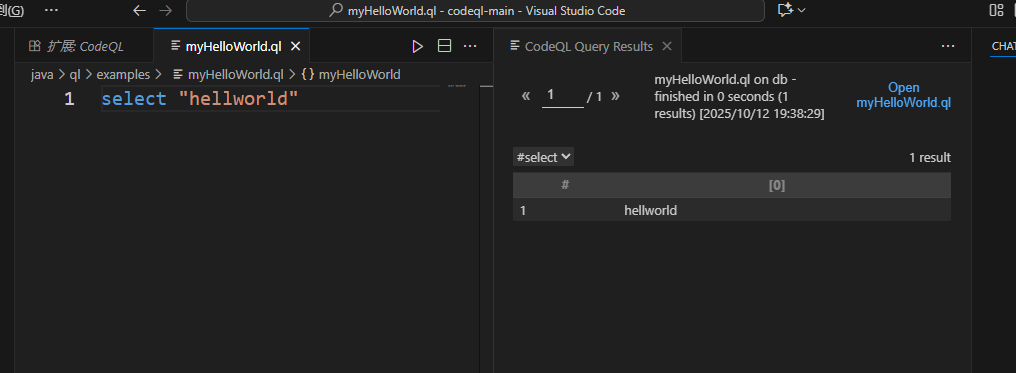 (G) ··· ← → myHelloWorld.ql - codeql-main - Visual Studio Code
扩展: CodeQL myHelloWorld.ql × ···
CodeQL Query Results × ···
CHAT
java > ql > examples > myHelloWorld.ql > {} myHelloWorld
1 select "hellworld"
« 1 / 1 »
myHelloWorld.ql on db -
finished in 0 seconds (1
results) [2025/10/12 19:38:29]
Open
myHelloWorld.ql
#select 1 result
# [0]
1 hellworld